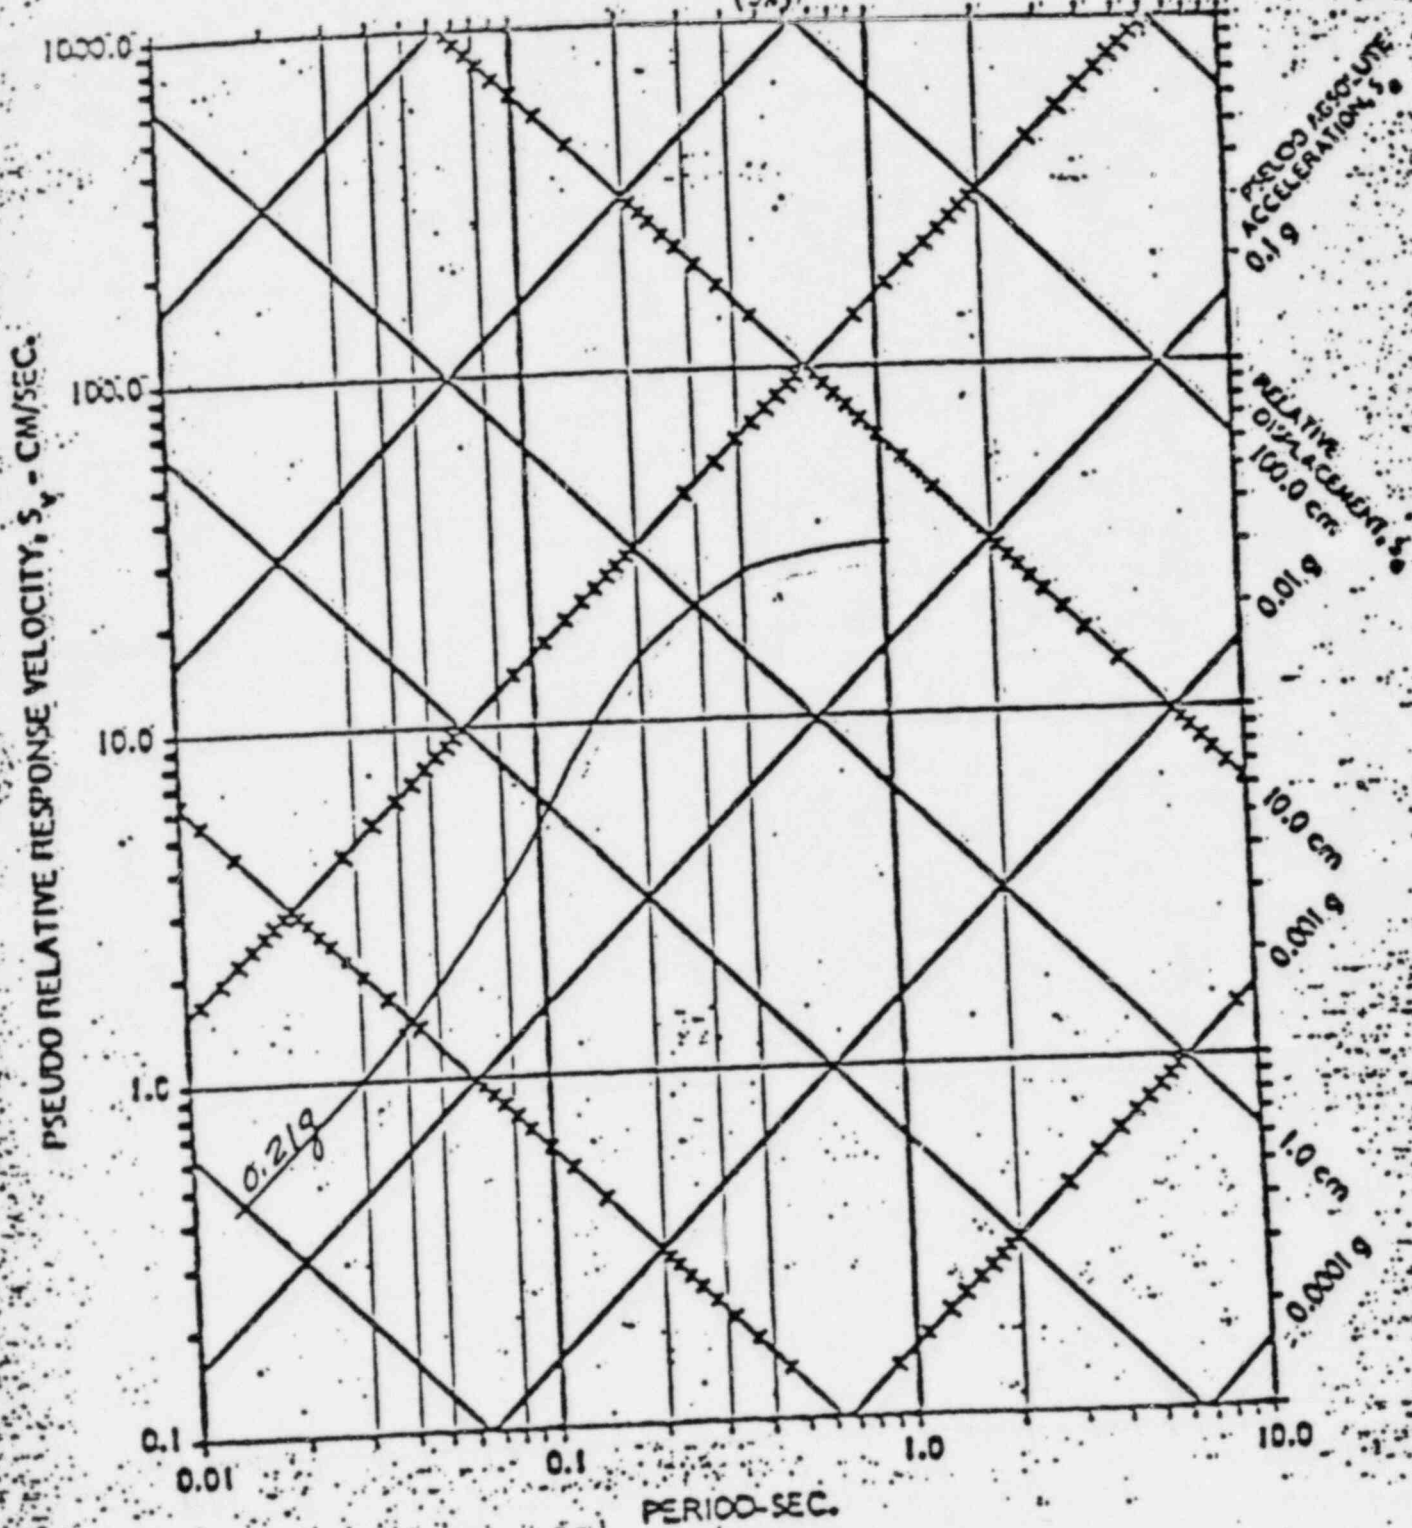 1000.0
100.0
10.0
1.0
0.1
PSEUDO RELATIVE RESPONSE VELOCITY, Sv - CM/SEC.
0.01
0.1
1.0
10.0
PERIOD-SEC.
PSEUDO ABSOLUTE
ACCELERATION, Sa
0.1 g
RELATIVE
DISPLACEMENT, Sd
100.0 cm
0.01 g
10.0 cm
0.001 g
1.0 cm
0.0001 g
0.21g